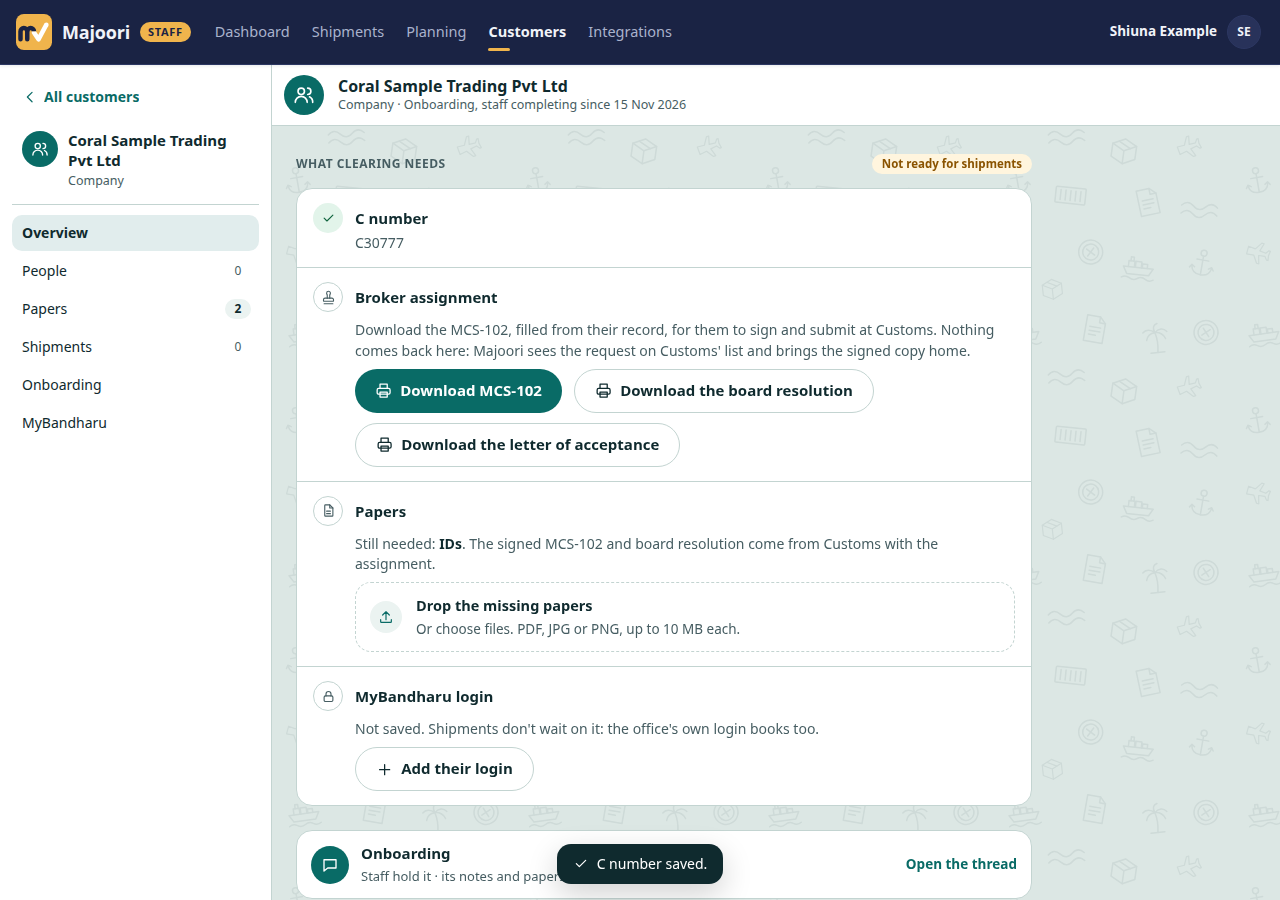 Majoori STAFF Dashboard Shipments Planning Customers Integrations Shiuna Example SE
All customers
Coral Sample Trading Pvt Ltd
Company
Overview
People 0
Papers 2
Shipments 0
Onboarding
MyBandharu
Coral Sample Trading Pvt Ltd
Company · Onboarding, staff completing since 15 Nov 2026
WHAT CLEARING NEEDS Not ready for shipments
C number
C30777
Broker assignment
Download the MCS-102, filled from their record, for them to sign and submit at Customs. Nothing
comes back here: Majoori sees the request on Customs' list and brings the signed copy home.
Download MCS-102 Download the board resolution
Download the letter of acceptance
Papers
Still needed: IDs. The signed MCS-102 and board resolution come from Customs with the
assignment.
Drop the missing papers
Or choose files. PDF, JPG or PNG, up to 10 MB each.
MyBandharu login
Not saved. Shipments don't wait on it: the office's own login books too.
Add their login
Onboarding
Staff hold it · its notes and paper
Open the thread
C number saved.